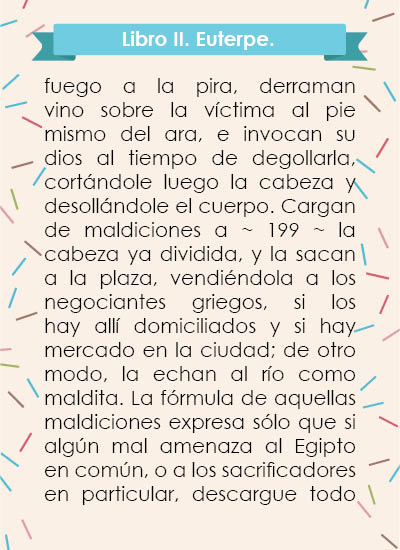 Libro II. Euterpe.
fuego a la pira, derraman
vino sobre la víctima al pie
mismo del ara, e invocan su
dios al tiempo de degollarla,
cortándole luego la cabeza y
desollándole el cuerpo. Cargan
de maldiciones a ~ 199 ~ la
cabeza ya dividida, y la sacan
a la plaza, vendiéndola a los
negociantes griegos, si los
hay allí domiciliados y si hay
mercado en la ciudad; de otro
modo, la echan al río como
maldita. La fórmula de aquellas
maldiciones expresa sólo que si
algún mal amenaza al Egipto
en común, o a los sacrificadores
en particular, descargue todo